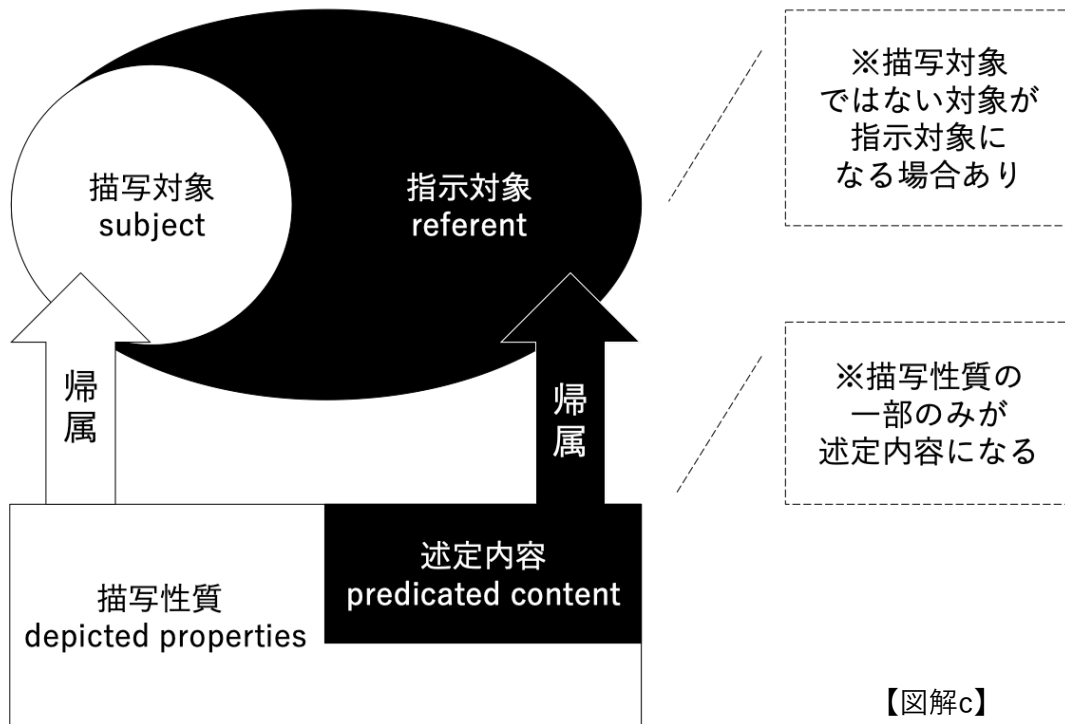 描写対象
subject
指示対象
referent
※描写対象
ではない対象が
指示対象に
なる場合あり
帰属
帰属
※描写性質の
一部のみが
述定内容になる
描写性質
depicted properties
述定内容
predicated content
【図解c】